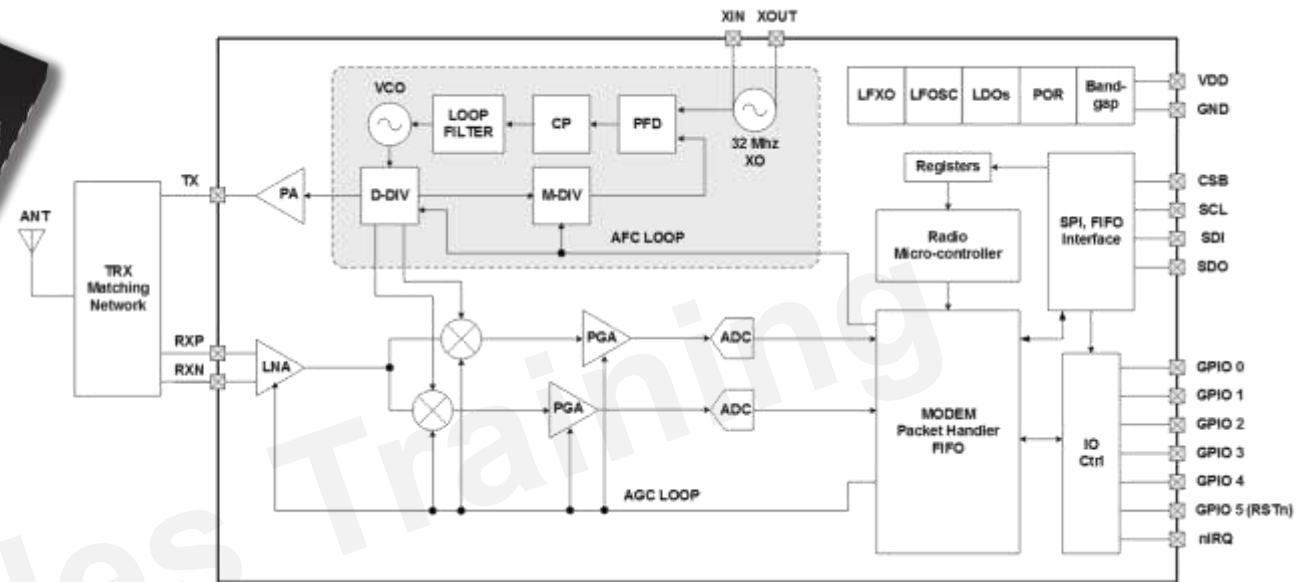 XIN XOUT
VCO
LOOP
FILTER
CP
PFD
32 Mhz
XO
LFXO
LFOSC
LDOs
POR
Band-
gap
VDD
GND
TX
PA
D-DIV
M-DIV
AFC LOOP
Registers
Radio
Micro-controller
SPI, FIFO
Interface
CSB
SCL
SDI
SDO
ANT
TRX
Matching
Network
RXP
RXN
LNA
PGA
ADC
PGA
ADC
AGC LOOP
MODEM
Packet Handler
FIFO
IO
Ctrl
GPIO 0
GPIO 1
GPIO 2
GPIO 3
GPIO 4
GPIO 5 (RSTn)
nIRQ
Training